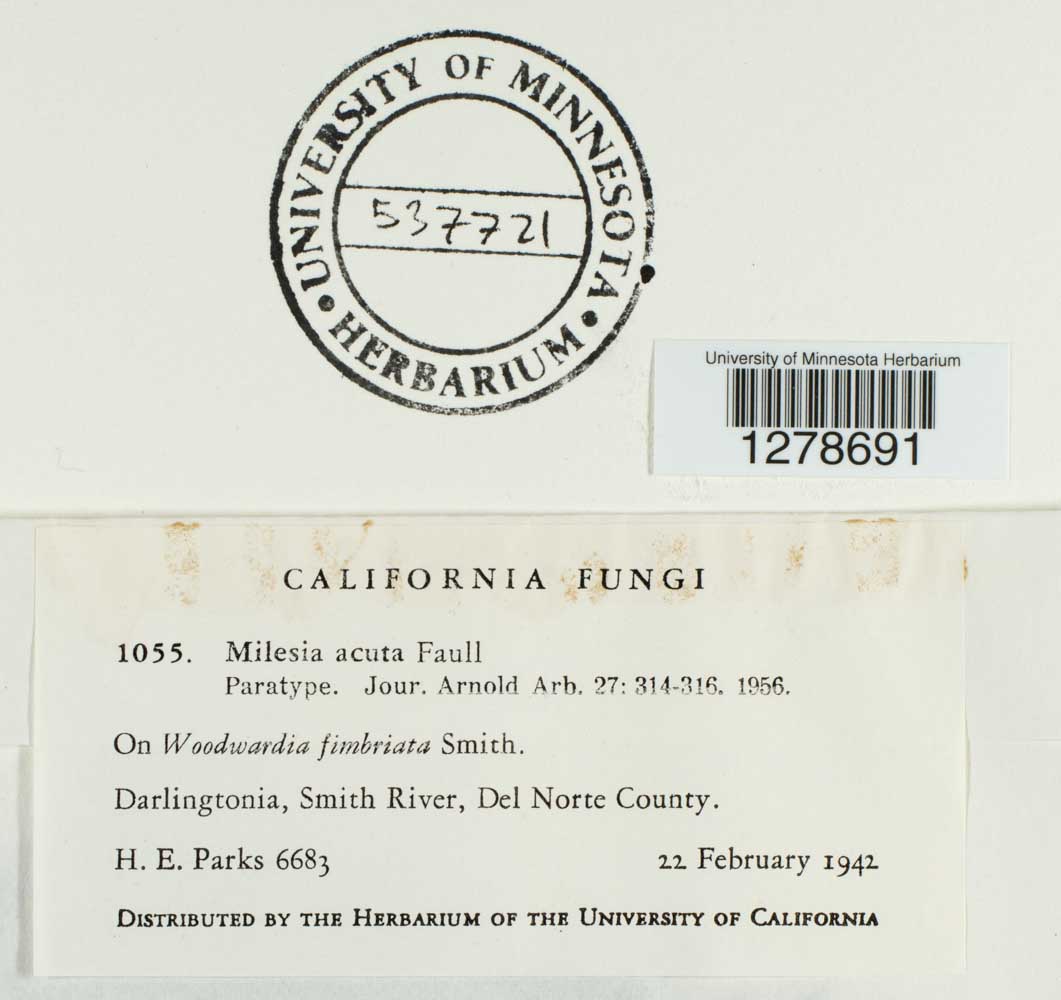 UNIVERSITY OF MINNESOTA
537721
• HERBARIUM •
University of Minnesota Herbarium
1278691
CALIFORNIA FUNGI
1055. Milesia acuta Faull
Paratype. Jour. Arnold Arb. 27: 314-316. 1956.
On Woodwardia fimbriata Smith.
Darlingtonia, Smith River, Del Norte County.
H. E. Parks 6683 22 February 1942
DISTRIBUTED BY THE HERBARIUM OF THE UNIVERSITY OF CALIFORNIA